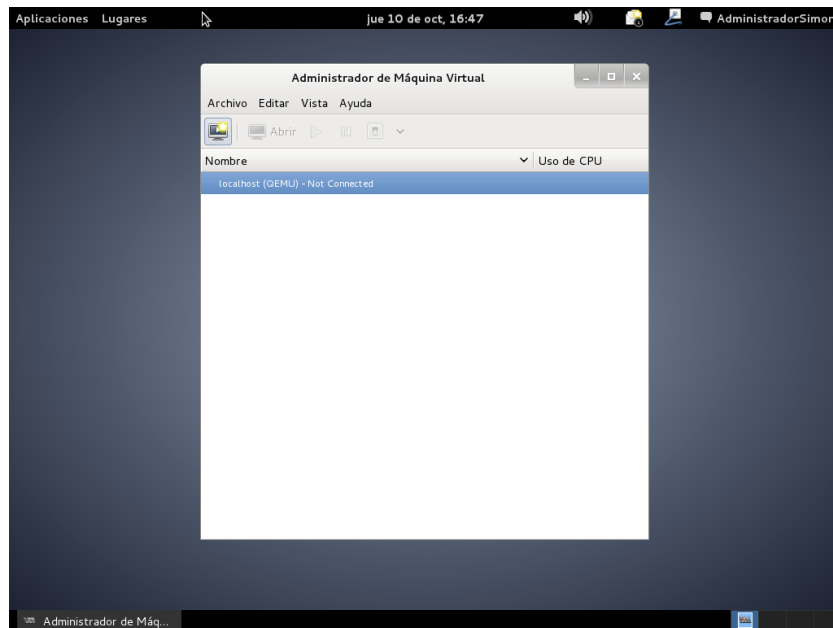 Aplicaciones Lugares jue 10 de oct, 16:47 AdministradorSimon
Administrador de Máquina Virtual
Archivo Editar Vista Ayuda
Abrir
Nombre Uso de CPU
localhost (QEMU) - Not Connected
Administrador de Máq...